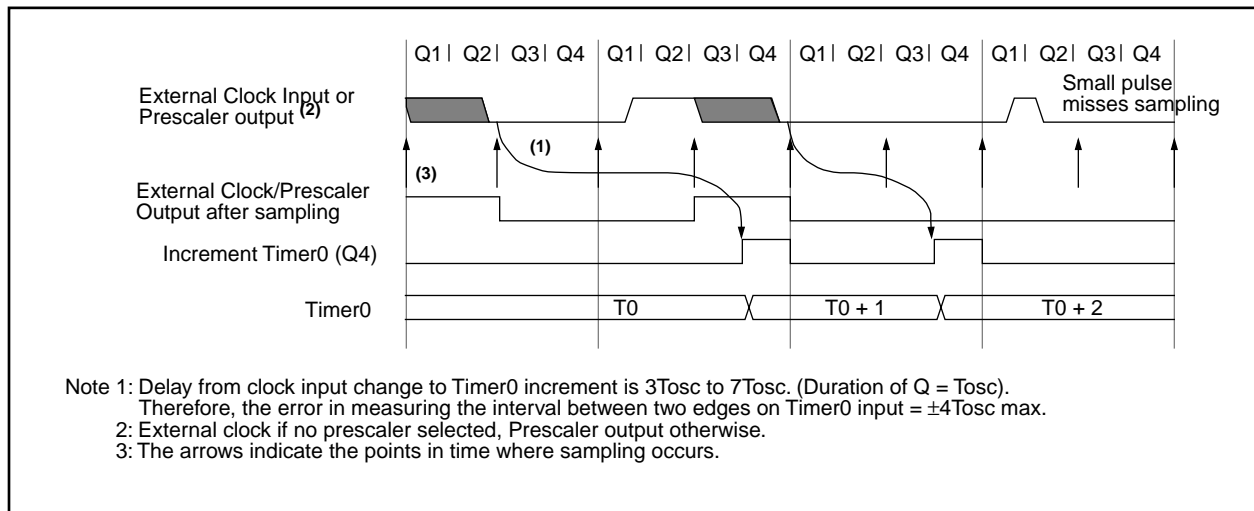 Q1| Q2| Q3| Q4 Q1| Q2| Q3| Q4 Q1| Q2| Q3| Q4 Q1| Q2| Q3| Q4
External Clock Input or
Prescaler output (2)
Small pulse
misses sampling
(1)
(3)
External Clock/Prescaler
Output after sampling
Increment Timer0 (Q4)
Timer0 T0 T0 + 1 T0 + 2
Note 1: Delay from clock input change to Timer0 increment is 3Tosc to 7Tosc. (Duration of Q = Tosc).
Therefore, the error in measuring the interval between two edges on Timer0 input = ±4Tosc max.
2: External clock if no prescaler selected, Prescaler output otherwise.
3: The arrows indicate the points in time where sampling occurs.